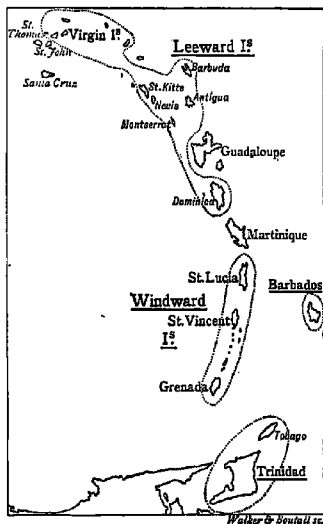 St.
Thomas
Virgin Iˢ
St. John
Leeward Iˢ
Santa Cruz
Barbuda
St. Kitts
Nevis
Antigua
Montserrat
Guadaloupe
Dominica
Martinique
St. Lucia
Barbados
Windward
St. Vincent
Iˢ.
Grenada
Tobago
Trinidad
Walker & Boutall sc.